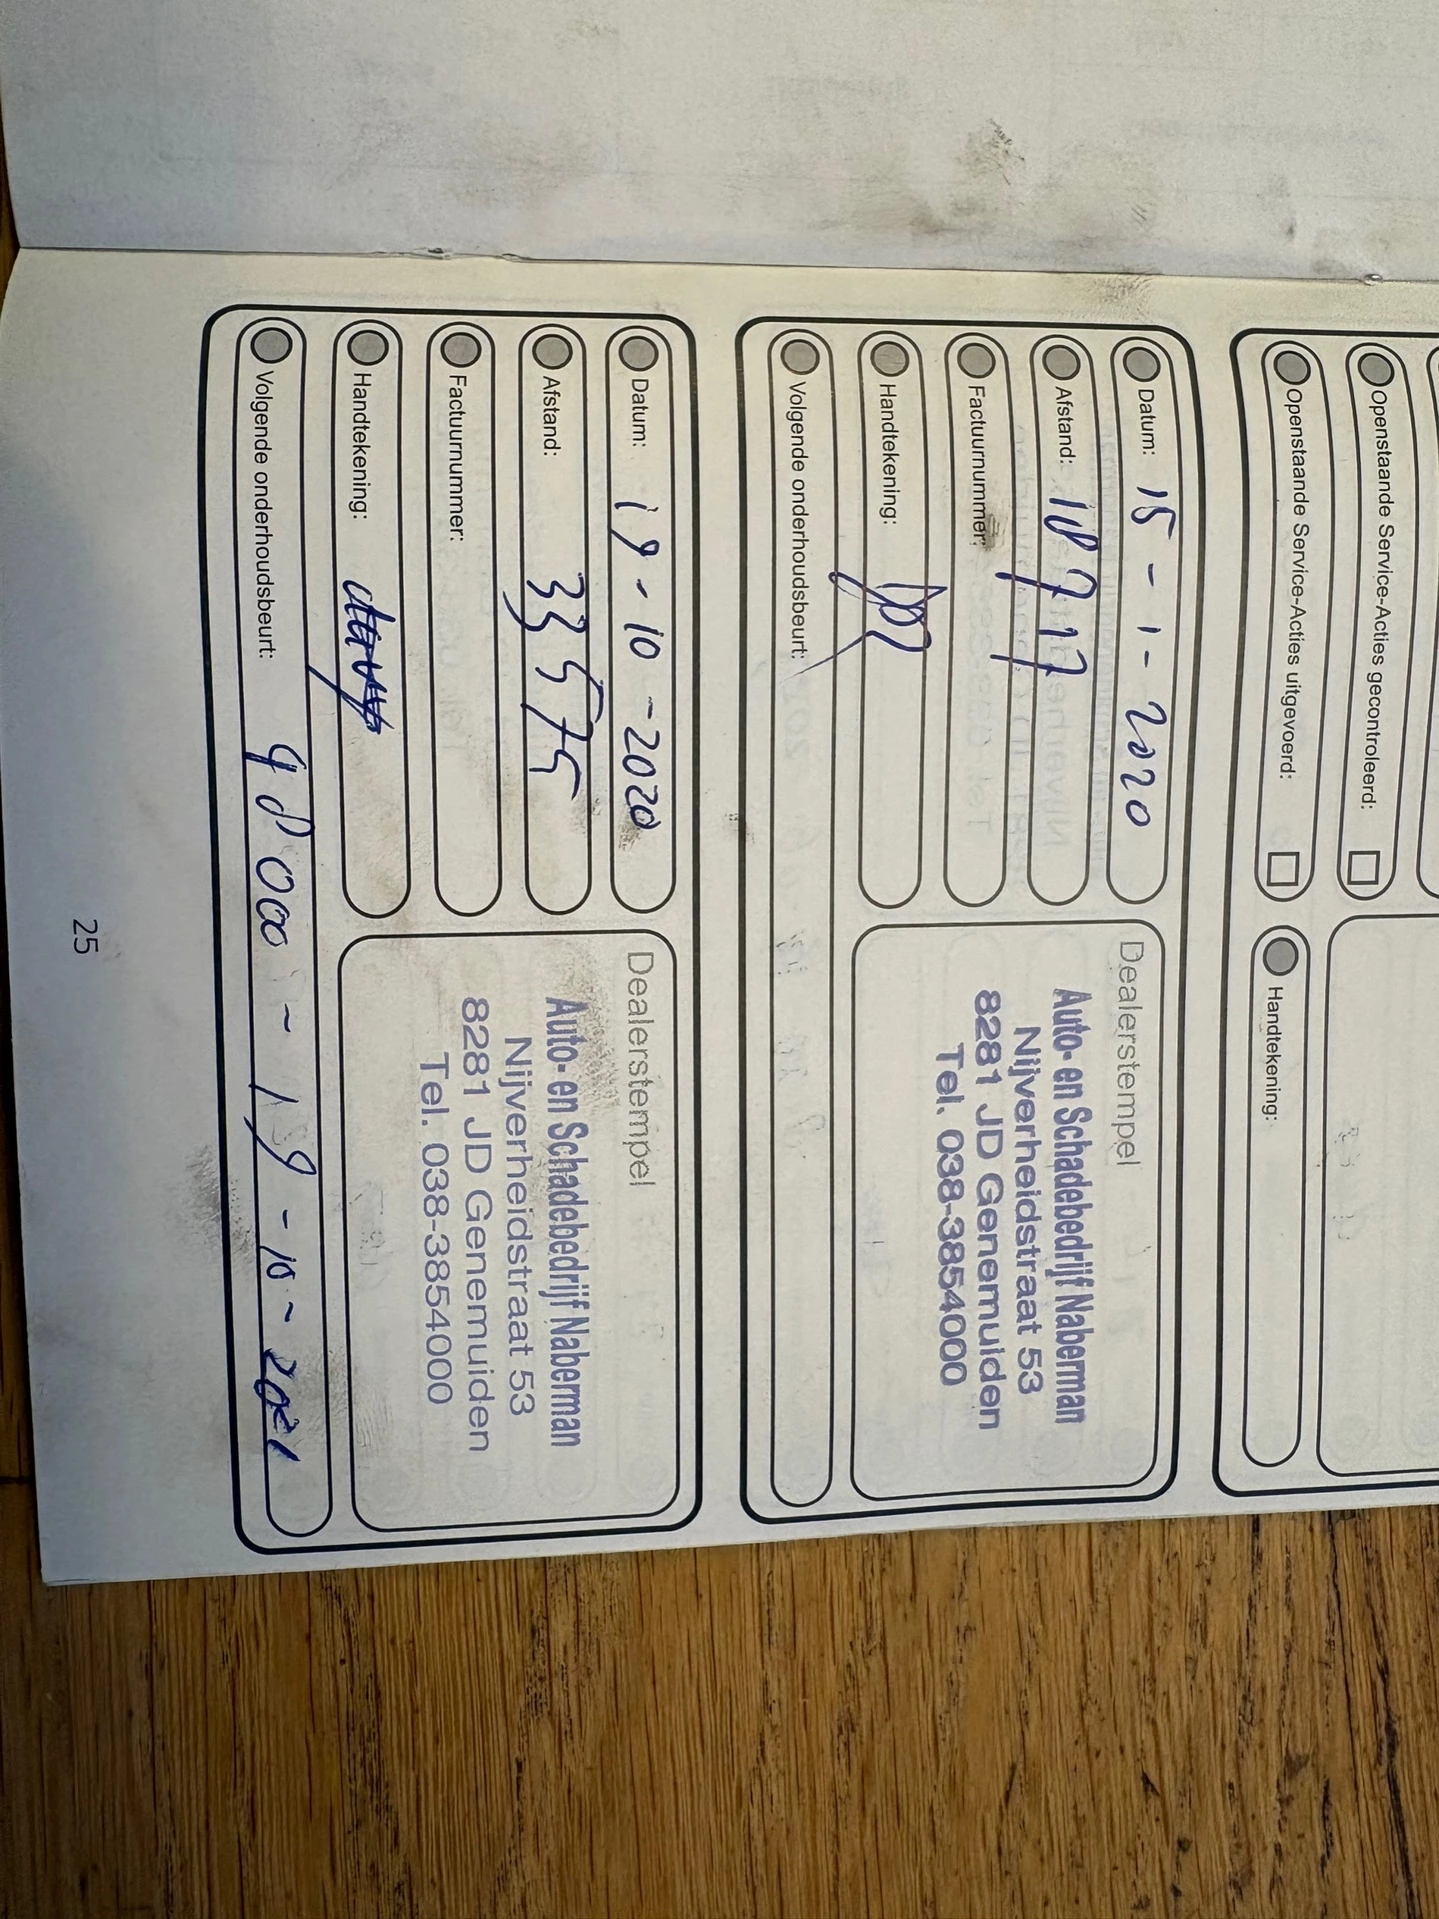 Openstaande Service-Acties gecontroleerd:
Openstaande Service-Acties uitgevoerd:
Handtekening:
Datum: 15-1-2020
Afstand: 18717
Factuurnummer:
Handtekening:
Volgende onderhoudsbeurt:
Dealerstempel
Auto- en Schadebedrijf Naberman
Nijverheidstraat 53
8281 JD Genemuiden
Tel. 038-3854000
Datum: 19-10-2020
Afstand: 33575
Factuurnummer:
Handtekening:
Volgende onderhoudsbeurt: 48000 - 19-10-2021
Dealerstempel
Auto- en Schadebedrijf Naberman
Nijverheidstraat 53
8281 JD Genemuiden
Tel. 038-3854000
25